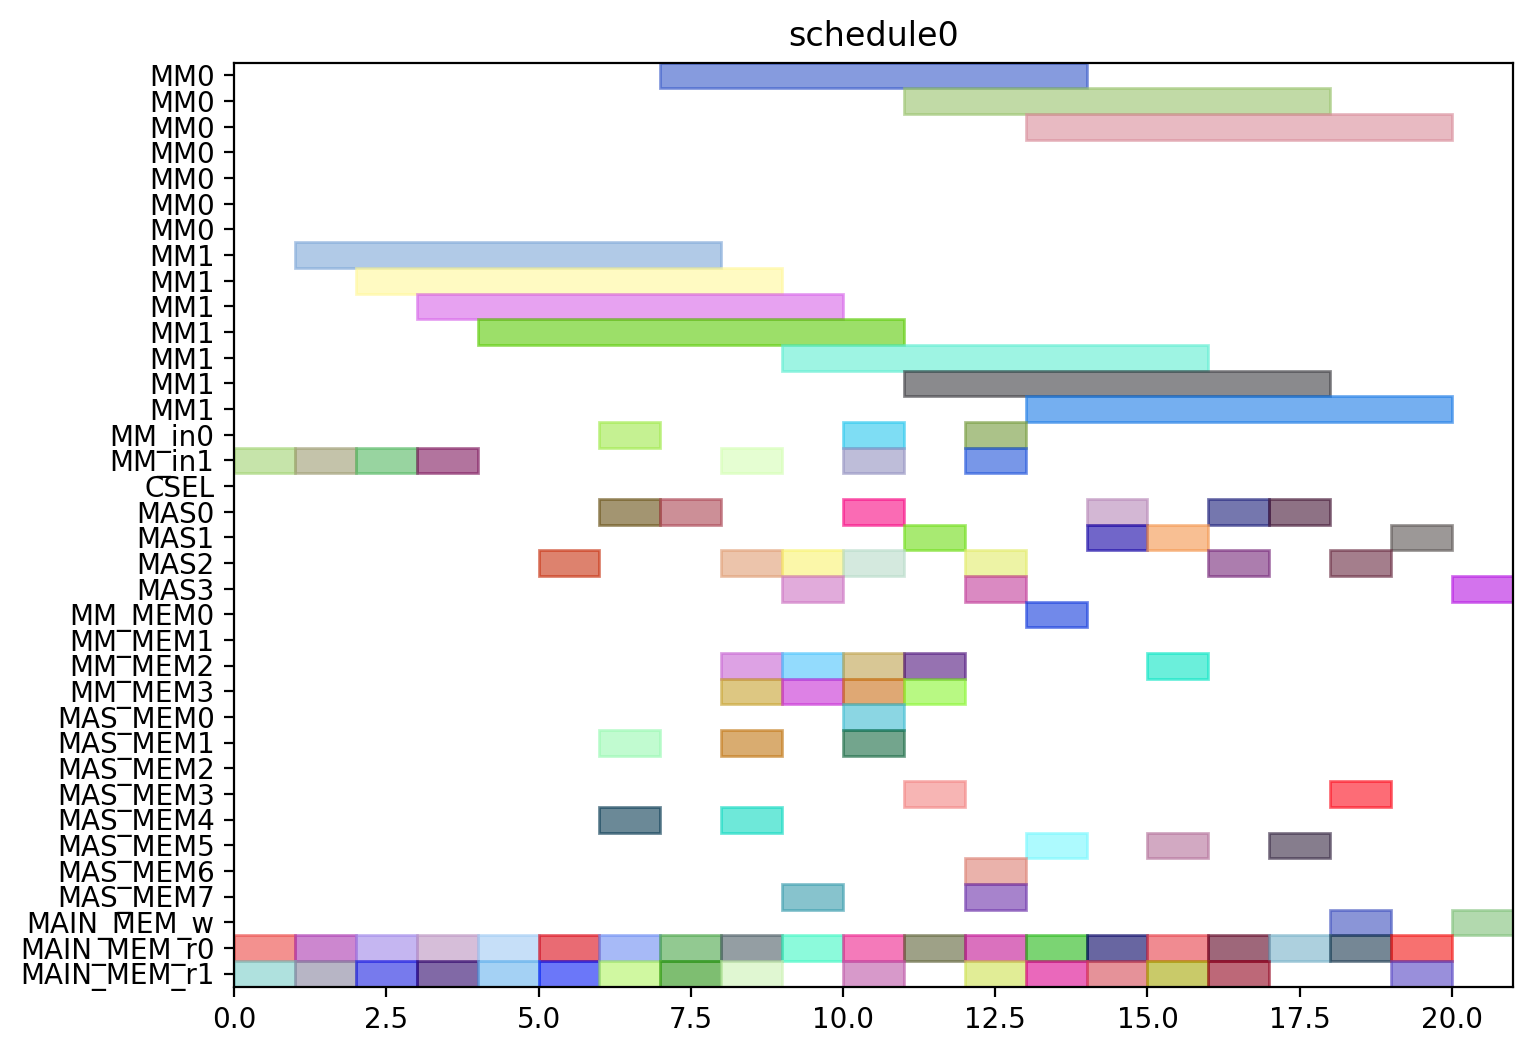 schedule0
MM0
MM0
MM0
MM0
MM0
MM0
MM0
MM1
MM1
MM1
MM1
MM1
MM1
MM1
MM_in0
MM_in1
CSEL
MAS0
MAS1
MAS2
MAS3
MM_MEM0
MM_MEM1
MM_MEM2
MM_MEM3
MAS_MEM0
MAS_MEM1
MAS_MEM2
MAS_MEM3
MAS_MEM4
MAS_MEM5
MAS_MEM6
MAS_MEM7
MAIN_MEM_w
MAIN_MEM_r0
MAIN_MEM_r1
0.0 2.5 5.0 7.5 10.0 12.5 15.0 17.5 20.0